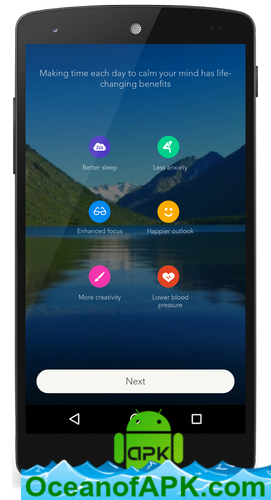 Making time each day to calm your mind has life-
changing benefits
Zzz
Better sleep
Less anxiety
Enhanced focus
Happier outlook
More creativity
Lower blood
pressure
Next
apk
OceanofAPK.com